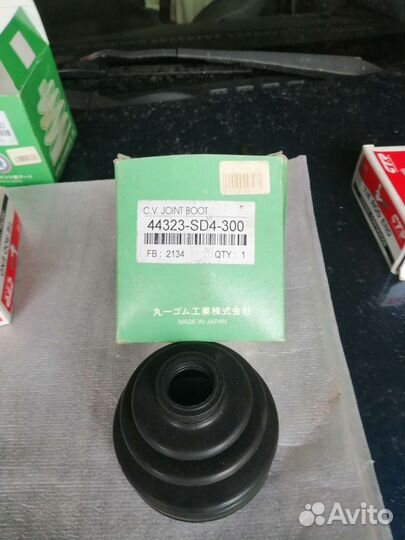 C.V. JOINT BOOT
44323-SD4-300
FB : 2134 QTY : 1
丸一ゴム工業株式会社
MADE IN JAPAN
CTR
Avito